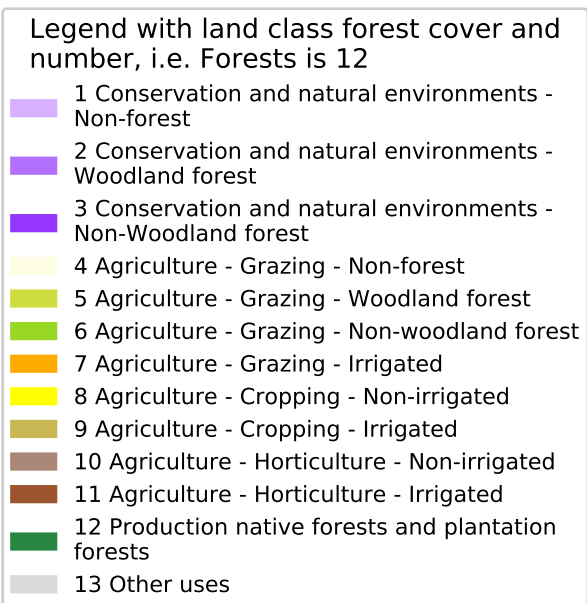 Legend with land class forest cover and
number, i.e. Forests is 12
1 Conservation and natural environments -
Non-forest
2 Conservation and natural environments -
Woodland forest
3 Conservation and natural environments -
Non-Woodland forest
4 Agriculture - Grazing - Non-forest
5 Agriculture - Grazing - Woodland forest
6 Agriculture - Grazing - Non-woodland forest
7 Agriculture - Grazing - Irrigated
8 Agriculture - Cropping - Non-irrigated
9 Agriculture - Cropping - Irrigated
10 Agriculture - Horticulture - Non-irrigated
11 Agriculture - Horticulture - Irrigated
12 Production native forests and plantation
forests
13 Other uses